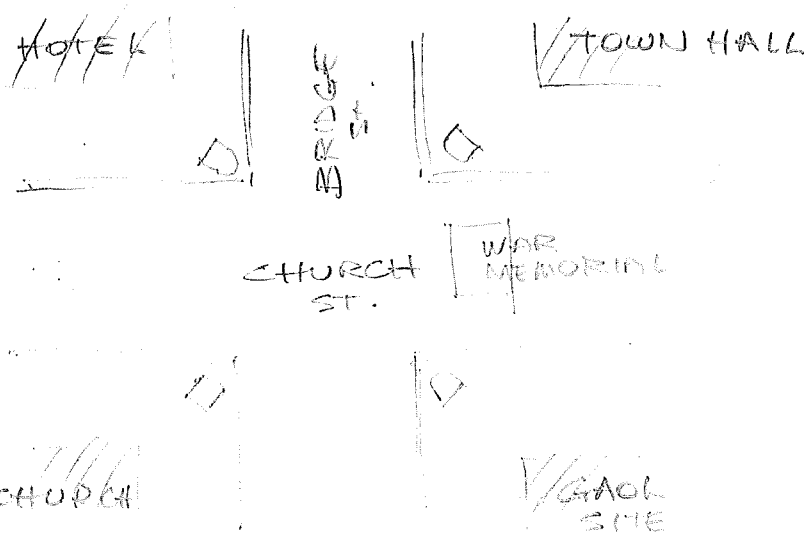 HOTEL
TOWN HALL
BRIDGE
St.
CHURCH
ST.
WAR
MEMORIAL
CHURCH
GAOL
SITE